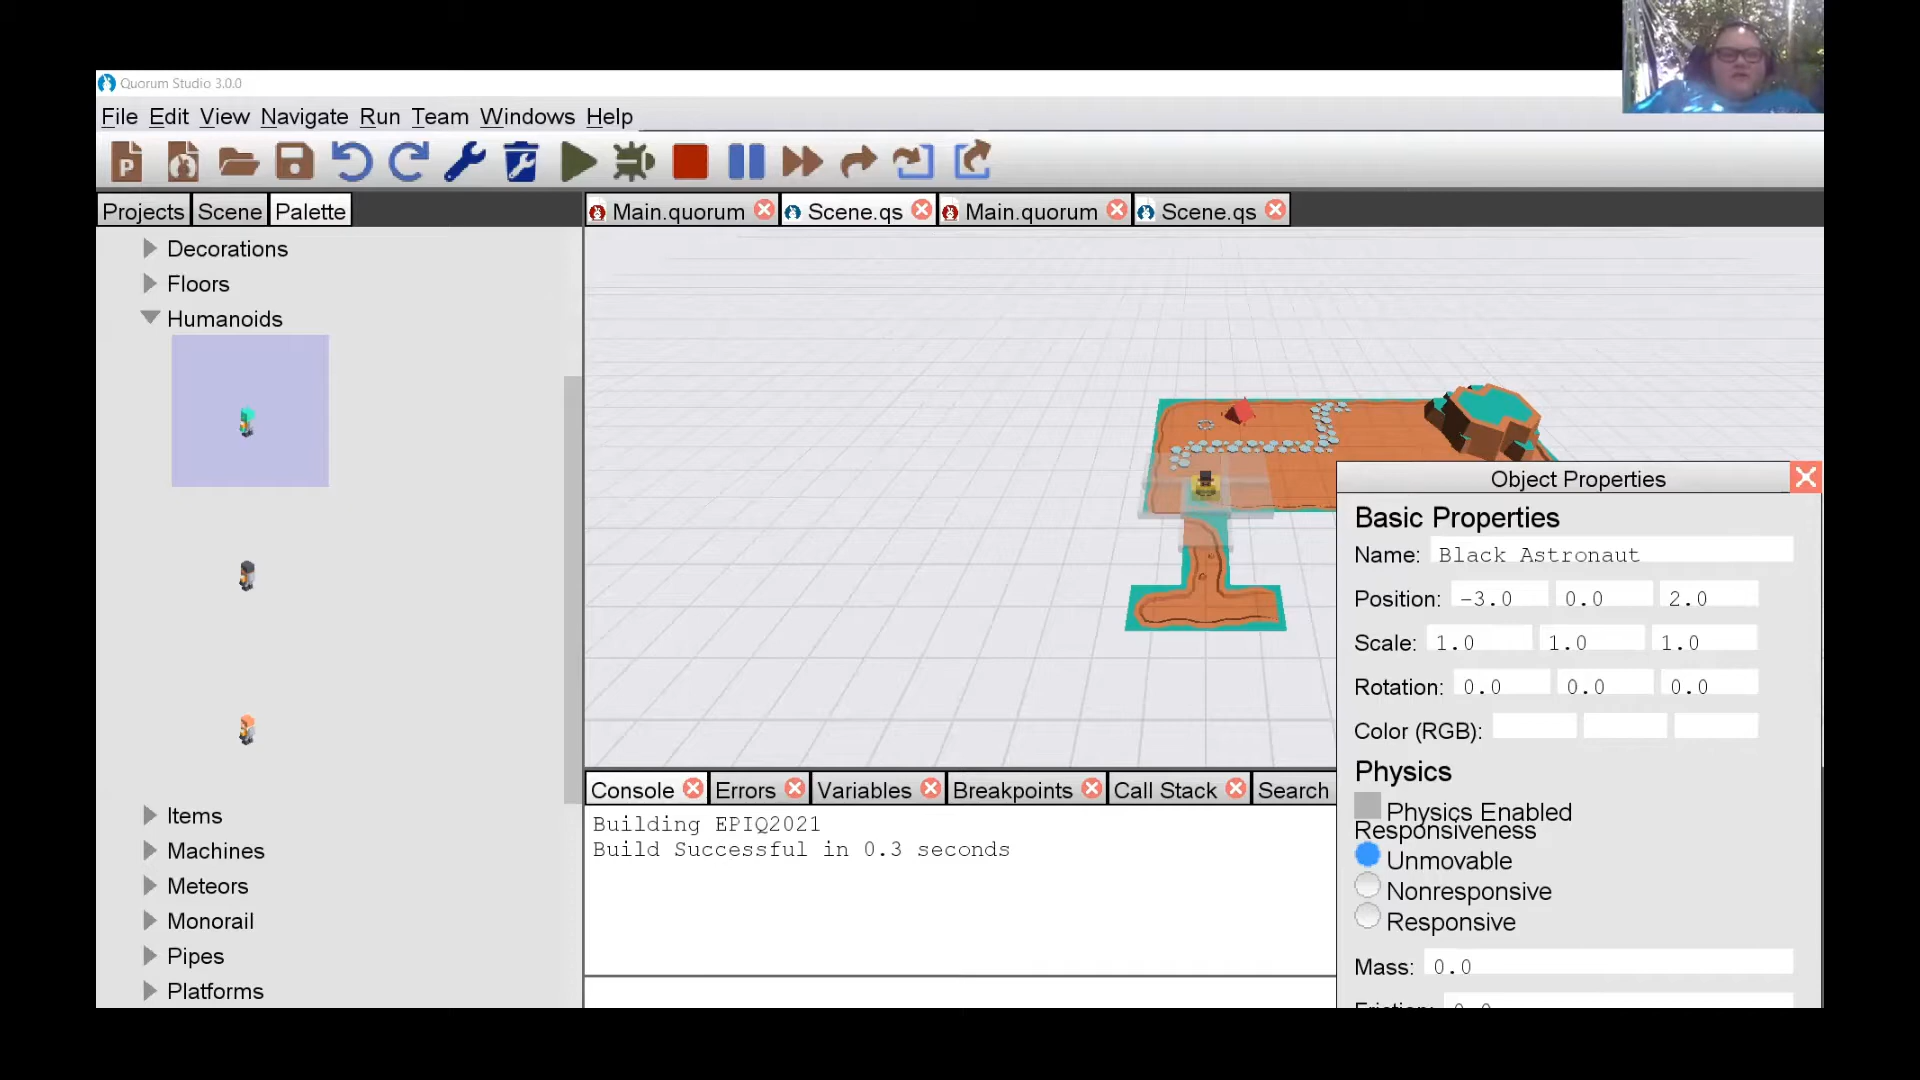 Quorum Studio 3.0.0
File Edit View Navigate Run Team Windows Help
P
Projects Scene Palette
Main.quorum Scene.qs Main.quorum Scene.qs
Decorations
Floors
Humanoids
Items
Machines
Meteors
Monorail
Pipes
Platforms
Console Errors Variables Breakpoints Call Stack Search
Building EPIQ2021
Build Successful in 0.3 seconds
Object Properties
Basic Properties
Name: Black Astronaut
Position: -3.0 0.0 2.0
Scale: 1.0 1.0 1.0
Rotation: 0.0 0.0 0.0
Color (RGB):
Physics
Physics Enabled
Responsiveness
Unmovable
Nonresponsive
Responsive
Mass: 0.0